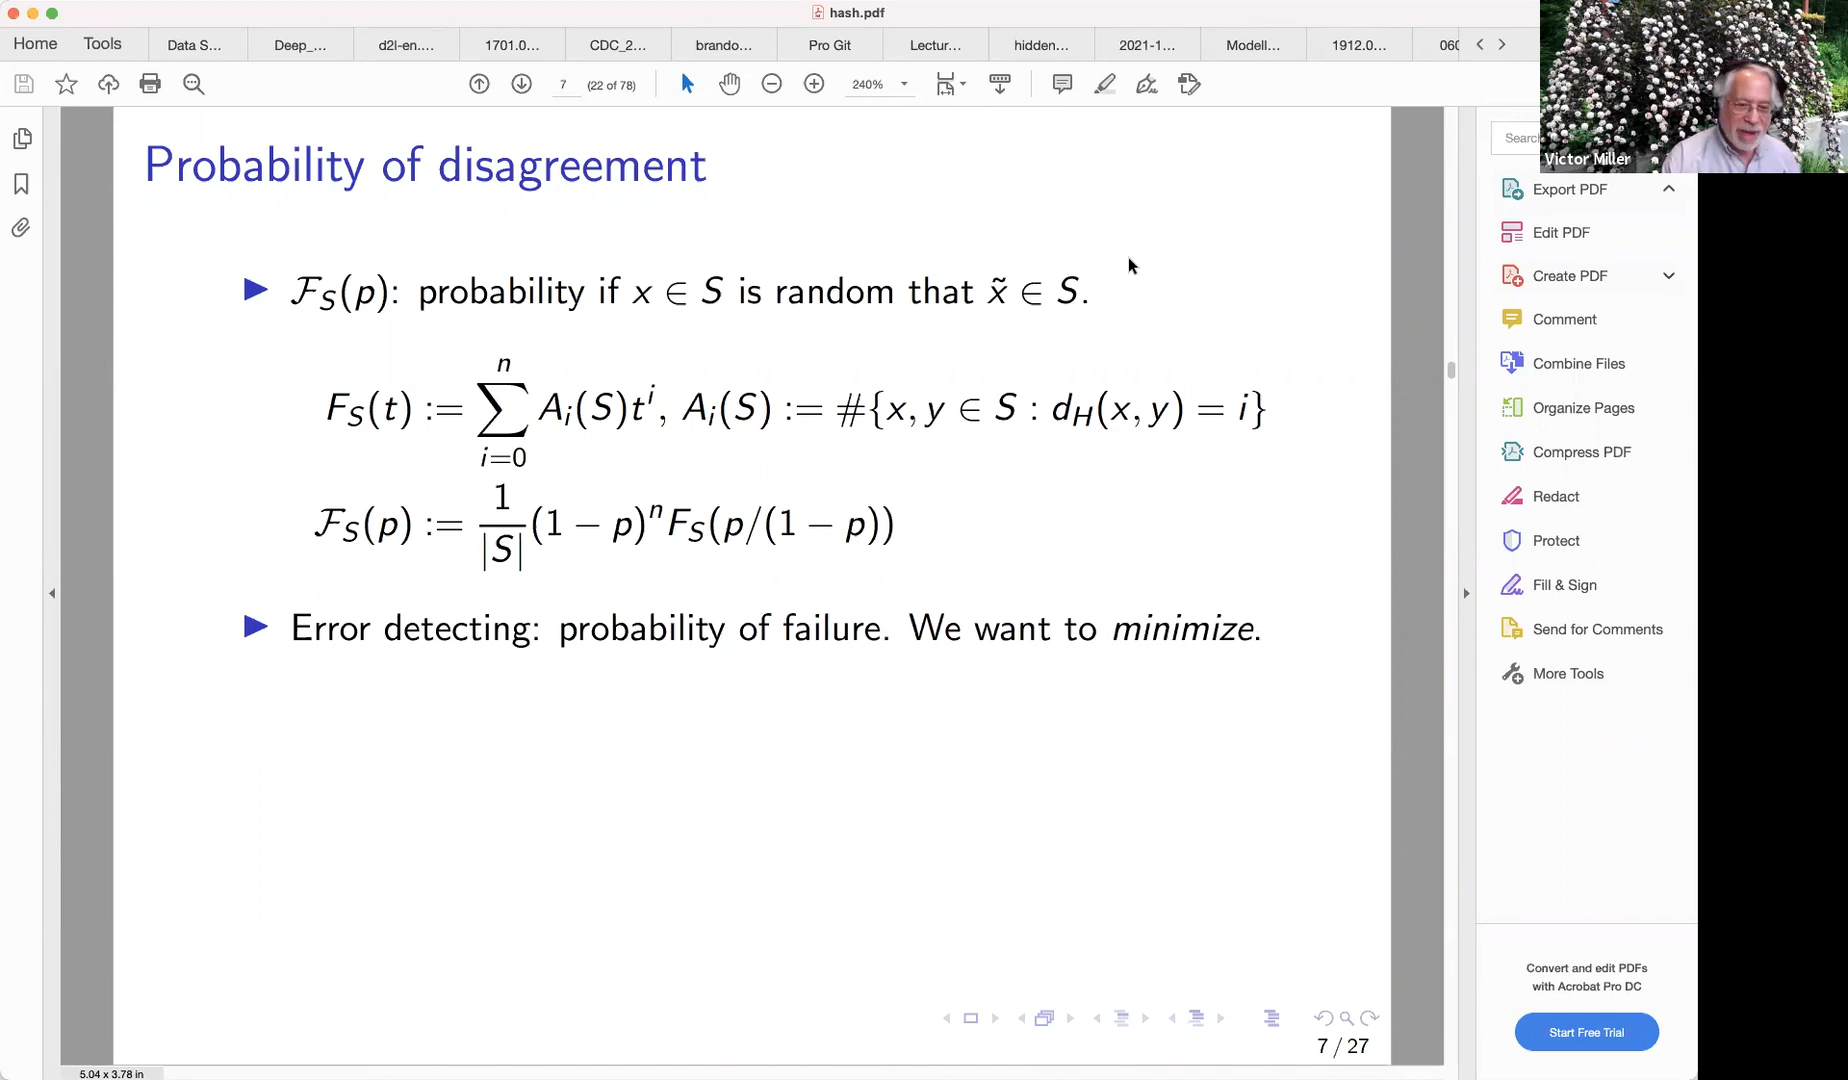 hash.pdf
Home Tools Data S... Deep_... d2l-en.... 1701.0... CDC_2... brando... Pro Git Lectur... hidden... 2021-1... Modell... 1912.0... 060
7 (22 of 78) 240%
Victor Miller
Probability of disagreement
F_S(p): probability if x ∈ S is random that x̃ ∈ S.
F_S(t) := ∑_{i=0}^{n} A_i(S)t^i, A_i(S) := #{x, y ∈ S : d_H(x, y) = i}
F_S(p) := 1/|S| (1 − p)^n F_S(p/(1 − p))
Error detecting: probability of failure. We want to minimize.
7 / 27
5.04 x 3.78 in
Searc
Export PDF
Edit PDF
Create PDF
Comment
Combine Files
Organize Pages
Compress PDF
Redact
Protect
Fill & Sign
Send for Comments
More Tools
Convert and edit PDFs
with Acrobat Pro DC
Start Free Trial